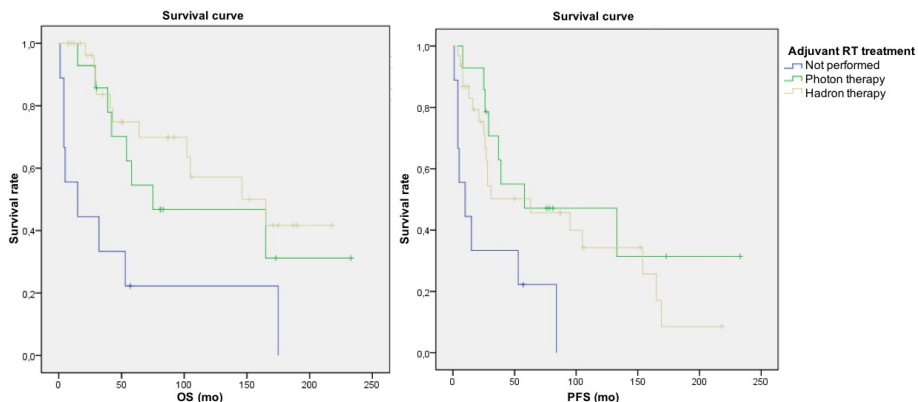 Survival curve
Survival rate
1,0
0,8
0,6
0,4
0,2
0,0
0
50
100
150
200
250
OS (mo)
Survival curve
Survival rate
1,0
0,8
0,6
0,4
0,2
0,0
0
50
100
150
200
250
PFS (mo)
Adjuvant RT treatment
Not performed
Photon therapy
Hadron therapy